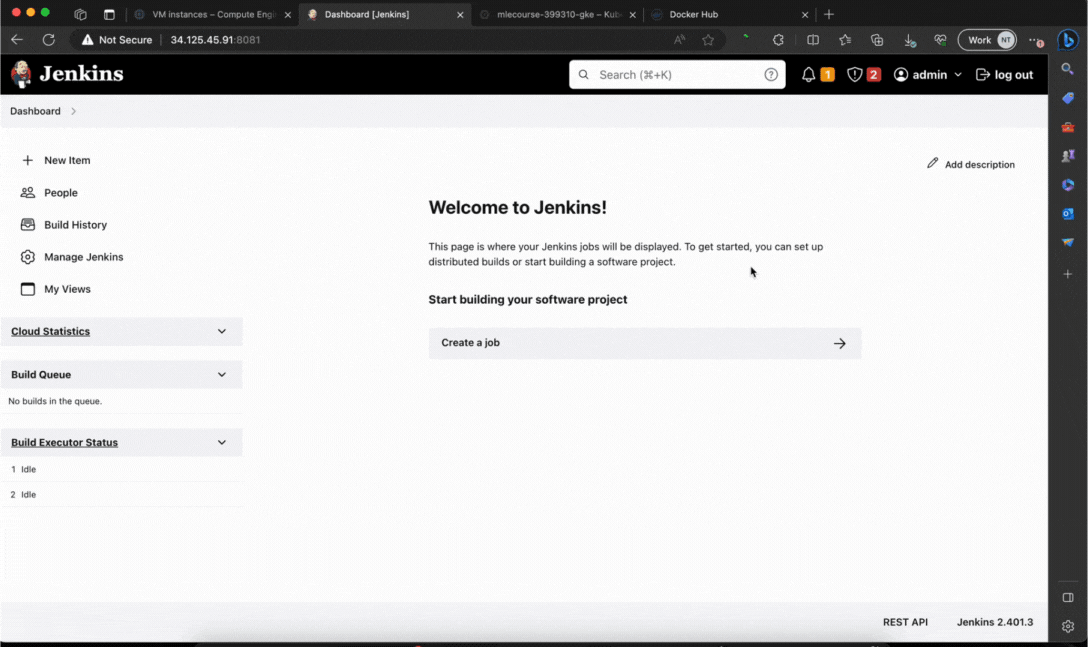 VM instances – Compute Engi
Dashboard [Jenkins]
mlecourse-399310-gke – Kub
Docker Hub
Not Secure
34.125.45.91:8081
Work NT
Jenkins
Search (⌘+K)
1
2
admin
log out
Dashboard
New Item
People
Build History
Manage Jenkins
My Views
Cloud Statistics
Build Queue
No builds in the queue.
Build Executor Status
1 Idle
2 Idle
Add description
Welcome to Jenkins!
This page is where your Jenkins jobs will be displayed. To get started, you can set up
distributed builds or start building a software project.
Start building your software project
Create a job
REST API
Jenkins 2.401.3